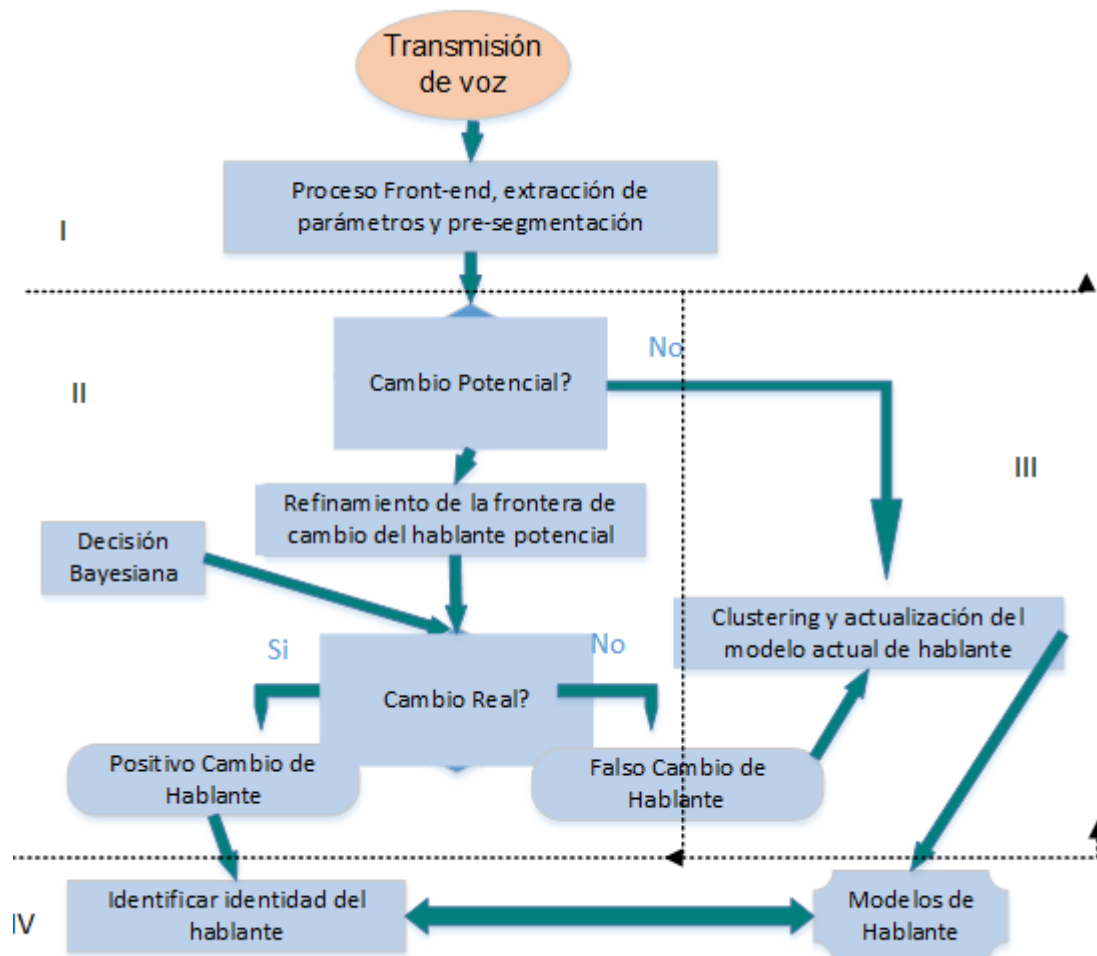 Transmisión
de voz
Proceso Front-end, extracción de
parámetros y pre-segmentación
I
No
Cambio Potencial?
II
III
Refinamiento de la frontera de
cambio del hablante potencial
Decisión
Bayesiana
Clustering y actualización del
modelo actual de hablante
Si
No
Cambio Real?
Positivo Cambio de
Hablante
Falso Cambio de
Hablante
Identificar identidad del
hablante
Modelos de
Hablante
IV